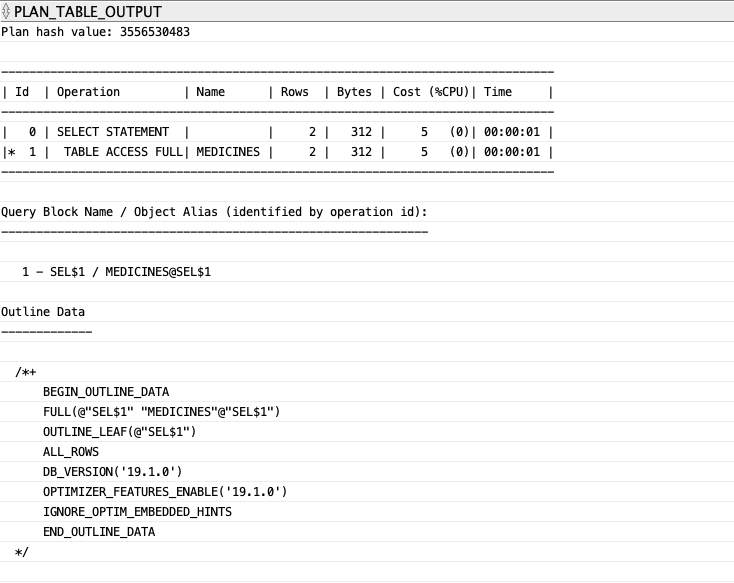 PLAN_TABLE_OUTPUT
Plan hash value: 3556530483
-------------------------------------------------------------------------------
| Id  | Operation         | Name      | Rows  | Bytes | Cost (%CPU)| Time     |
-------------------------------------------------------------------------------
|   0 | SELECT STATEMENT  |           |     2 |   312 |     5   (0)| 00:00:01 |
|*  1 |  TABLE ACCESS FULL| MEDICINES |     2 |   312 |     5   (0)| 00:00:01 |
-------------------------------------------------------------------------------
Query Block Name / Object Alias (identified by operation id):
-------------------------------------------------------------
   1 - SEL$1 / MEDICINES@SEL$1
Outline Data
-------------
  /*+
      BEGIN_OUTLINE_DATA
      FULL(@"SEL$1" "MEDICINES"@"SEL$1")
      OUTLINE_LEAF(@"SEL$1")
      ALL_ROWS
      DB_VERSION('19.1.0')
      OPTIMIZER_FEATURES_ENABLE('19.1.0')
      IGNORE_OPTIM_EMBEDDED_HINTS
      END_OUTLINE_DATA
  */